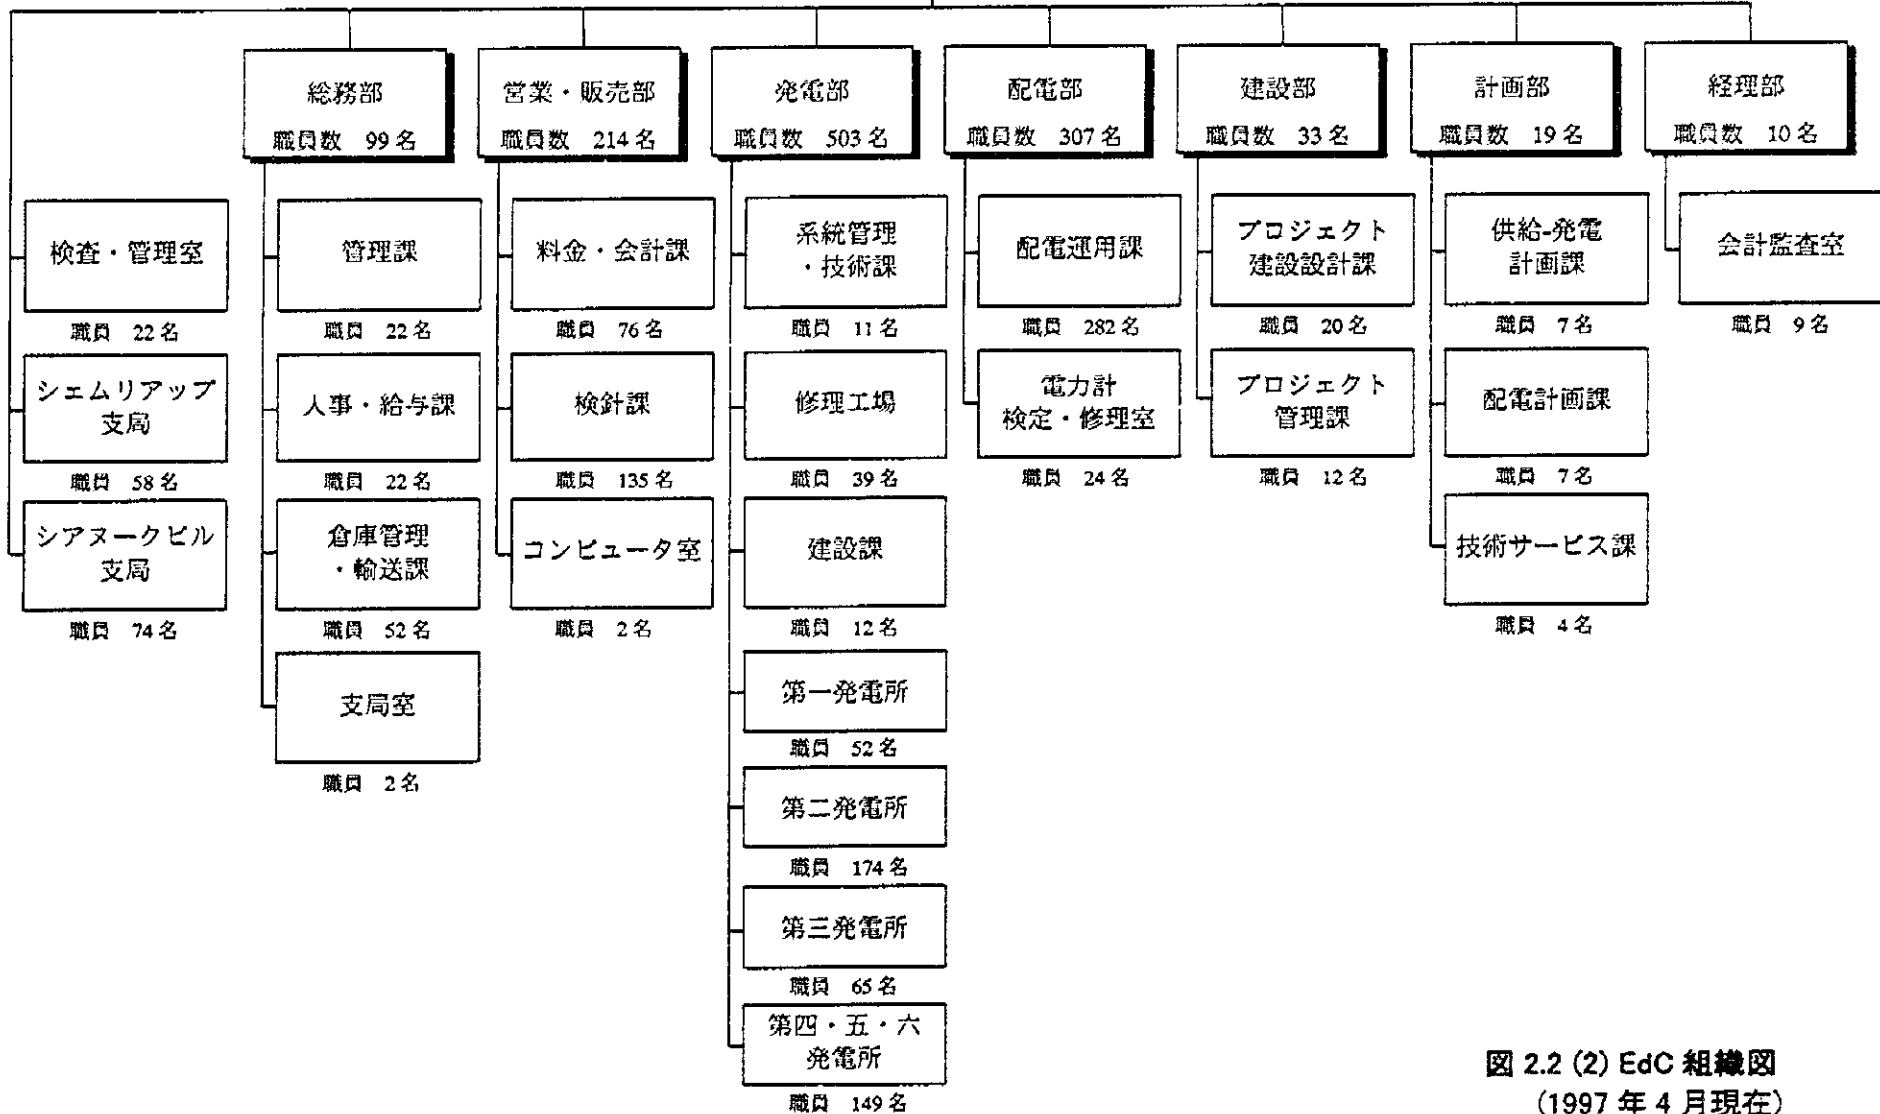 総務部
職員数 99名
営業・販売部
職員数 214名
発電部
職員数 503名
配電部
職員数 307名
建設部
職員数 33名
計画部
職員数 19名
経理部
職員数 10名
検査・管理室
職員 22名
シェムリアップ
支局
職員 58名
シアヌークビル
支局
職員 74名
管理課
職員 22名
人事・給与課
職員 22名
倉庫管理
・輸送課
職員 52名
支局室
職員 2名
料金・会計課
職員 76名
検針課
職員 135名
コンピュータ室
職員 2名
系統管理
・技術課
職員 11名
修理工場
職員 39名
建設課
職員 12名
第一発電所
職員 52名
第二発電所
職員 174名
第三発電所
職員 65名
第四・五・六
発電所
職員 149名
配電運用課
職員 282名
電力計
検定・修理室
職員 24名
プロジェクト
建設設計課
職員 20名
プロジェクト
管理課
職員 12名
供給-発電
計画課
職員 7名
配電計画課
職員 7名
技術サービス課
職員 4名
会計監査室
職員 9名
図 2.2 (2) EdC 組織図
(1997 年 4 月現在)